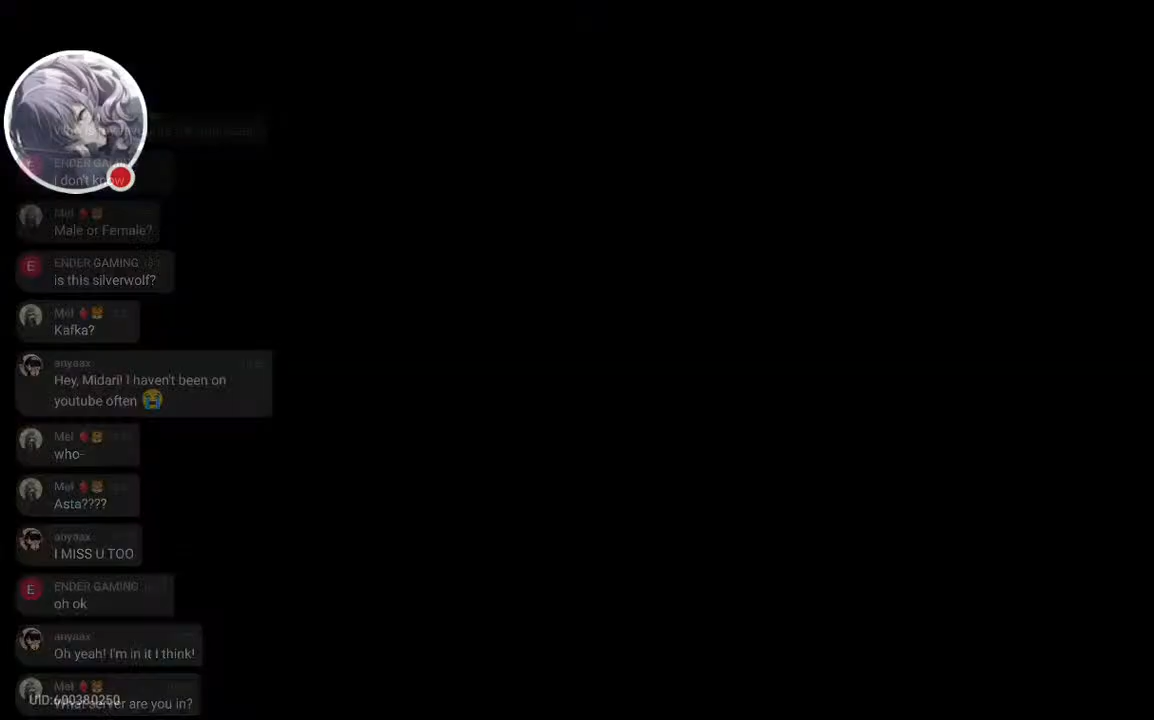 ENDER GAMING
I don't know
Mel
Male or Female?
E
ENDER GAMING
is this silverwolf?
Mel
Kafka?
anyaax
Hey, Midari! I haven't been on
youtube often 😭
Mel
who-
Mel
Asta????
anyaax
I MISS U TOO
E
ENDER GAMING
oh ok
anyaax
Oh yeah! I'm in it I think!
Mel
What server are you in?
UID:600380250